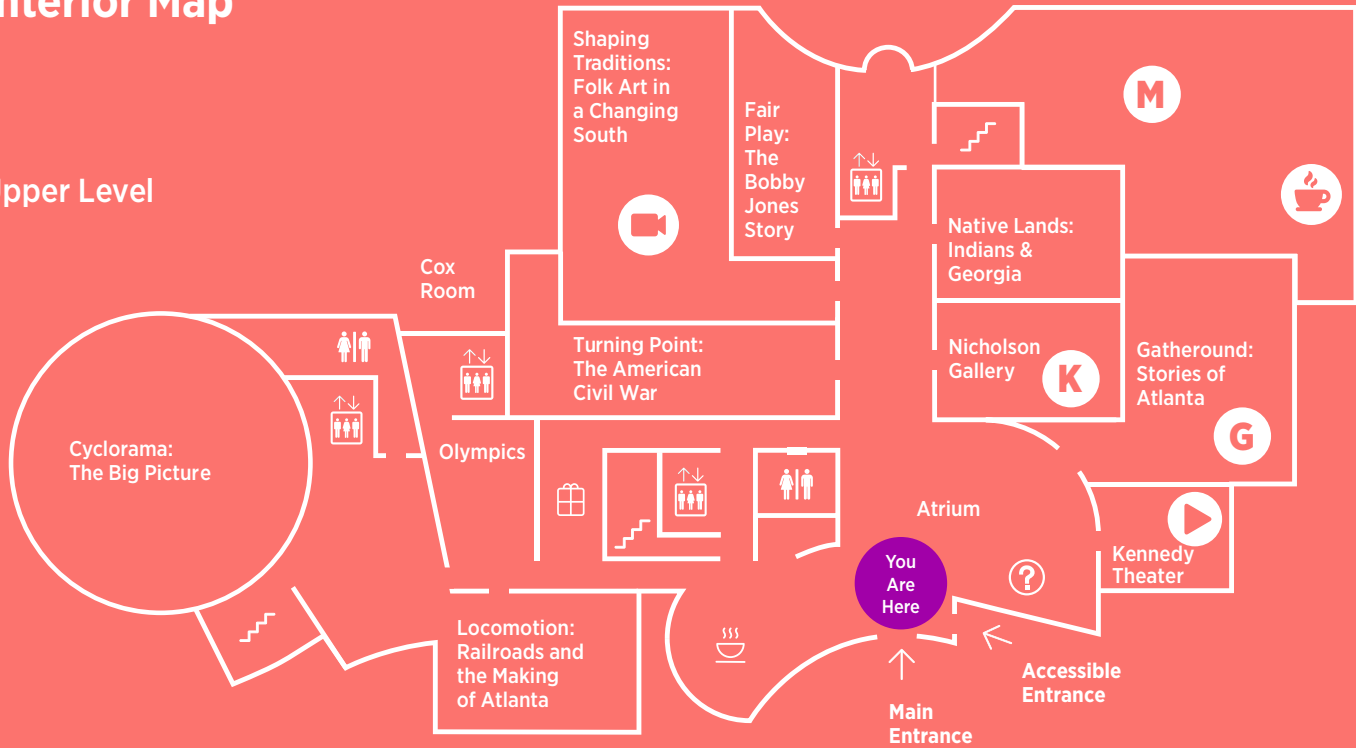 nterior Map
Upper Level
Shaping
Traditions:
Folk Art in
a Changing
South
Fair
Play:
The
Bobby
Jones
Story
M
Native Lands:
Indians &
Georgia
Cox
Room
Turning Point:
The American
Civil War
Nicholson
Gallery
K
Gatheround:
Stories of
Atlanta
G
Cyclorama:
The Big Picture
Olympics
Atrium
You
Are
Here
?
Kennedy
Theater
Locomotion:
Railroads and
the Making
of Atlanta
Accessible
Entrance
Main
Entrance